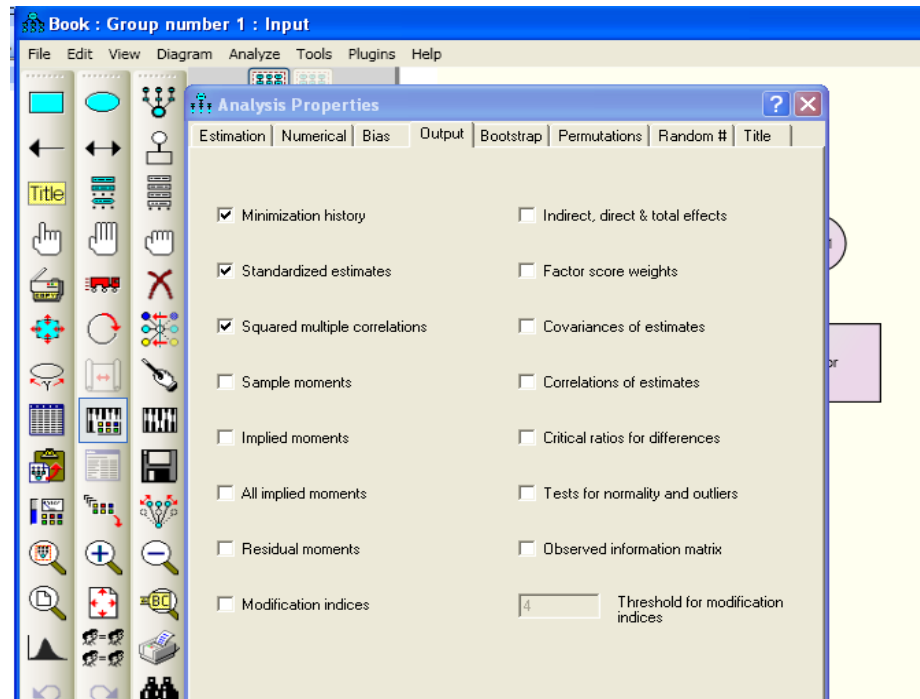 Book : Group number 1 : Input
File Edit View Diagram Analyze Tools Plugins Help
Analysis Properties
Estimation Numerical Bias Output Bootstrap Permutations Random # Title
Title
Minimization history
Indirect, direct & total effects
Standardized estimates
Factor score weights
Squared multiple correlations
Covariances of estimates
Sample moments
Correlations of estimates
Implied moments
Critical ratios for differences
All implied moments
Tests for normality and outliers
Residual moments
Observed information matrix
Modification indices
4 Threshold for modification
indices
γ
COPY
BC
or